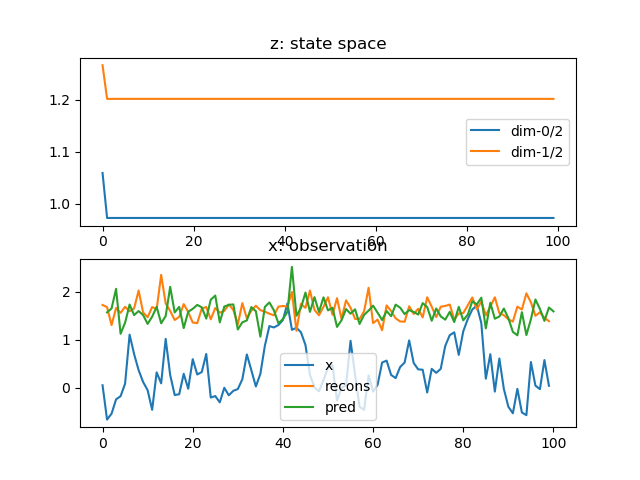 z: state space
1.2
1.1
1.0
dim-0/2
dim-1/2
0 20 40 60 80 100
x: observation
2
1
0
x
recons
pred
0 20 40 60 80 100